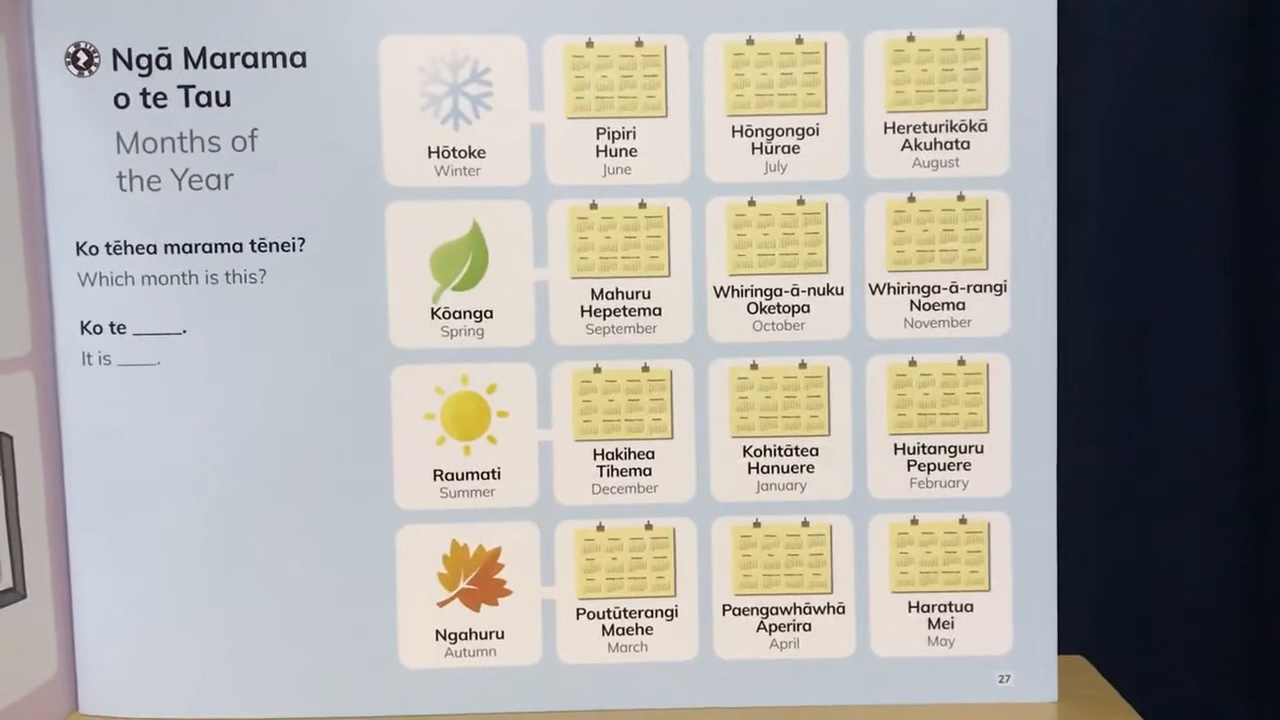 Ngā Marama
o te Tau
Months of
the Year
Ko tēhea marama tēnei?
Which month is this?
Ko te _____.
It is _____.
Hōtoke
Winter
Pipiri
Hune
June
Hōngongoi
Hūrae
July
Hereturikōkā
Akuhata
August
Kōanga
Spring
Mahuru
Hepetema
September
Whiringa-ā-nuku
Oketopa
October
Whiringa-ā-rangi
Noema
November
Raumati
Summer
Hakihea
Tihema
December
Kohitātea
Hanuere
January
Huitanguru
Pepuere
February
Ngahuru
Autumn
Poutūterangi
Maehe
March
Paengawhāwhā
Aperira
April
Haratua
Mei
May
27